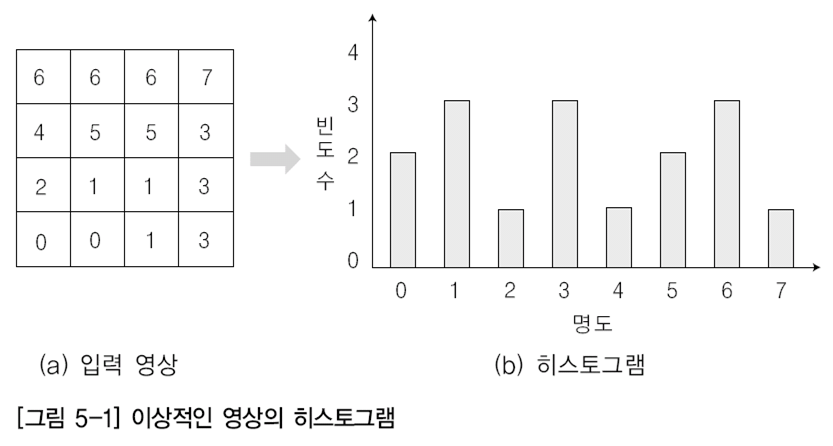 6 6 6 7
4 5 5 3
2 1 1 3
0 0 1 3
빈도수
4
3
2
1
0
0 1 2 3 4 5 6 7
명도
(a) 입력 영상
(b) 히스토그램
[그림 5-1] 이상적인 영상의 히스토그램